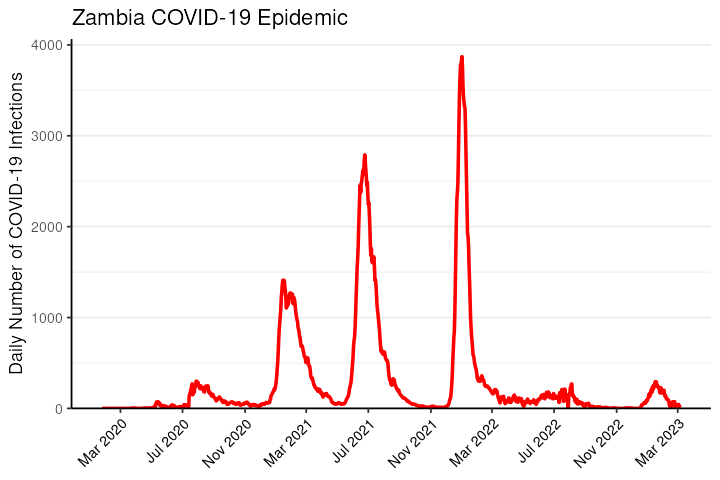 Zambia COVID-19 Epidemic
Daily Number of COVID-19 Infections
4000
3000
2000
1000
0
Mar 2020
Jul 2020
Nov 2020
Mar 2021
Jul 2021
Nov 2021
Mar 2022
Jul 2022
Nov 2022
Mar 2023